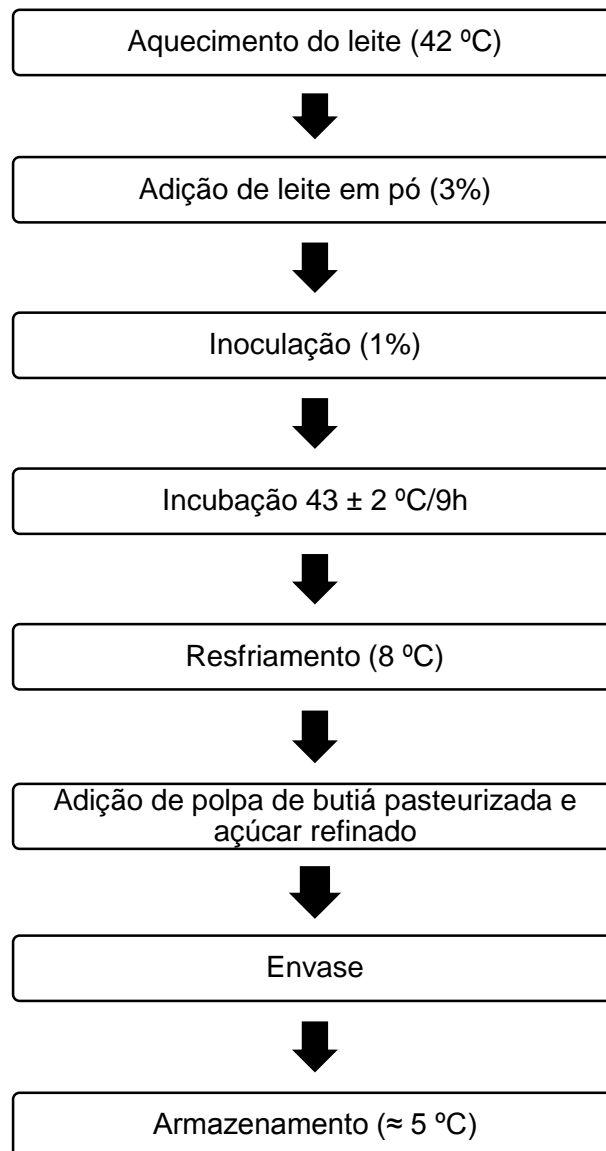 Aquecimento do leite (42 ºC)
Adição de leite em pó (3%)
Inoculação (1%)
Incubação 43 ± 2 ºC/9h
Resfriamento (8 ºC)
Adição de polpa de butiá pasteurizada e
açúcar refinado
Envase
Armazenamento (≈ 5 ºC)